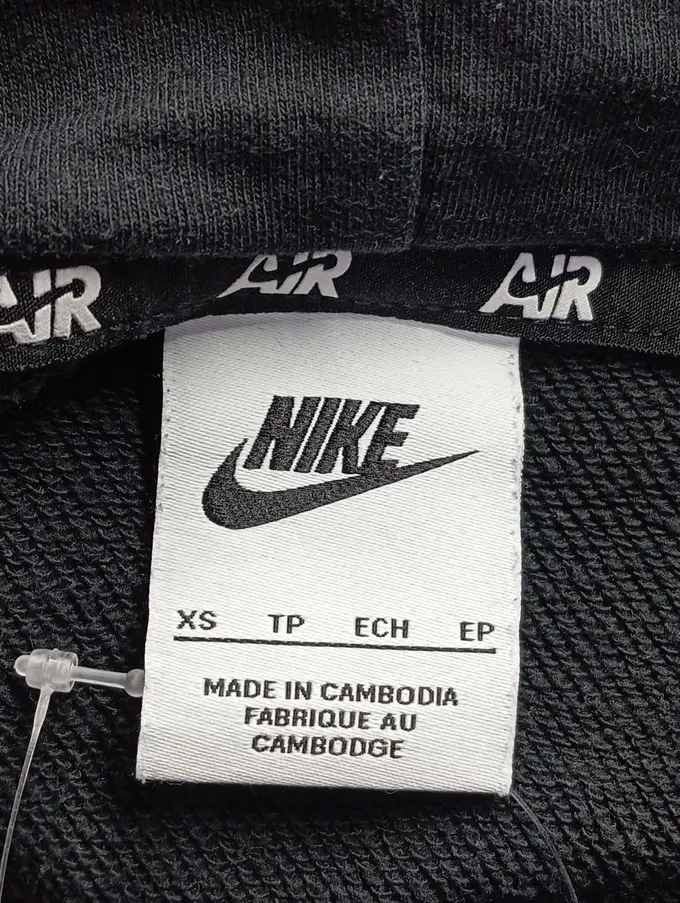 AIR AIR AIR
NIKE
XS TP ECH EP
MADE IN CAMBODIA
FABRIQUE AU
CAMBODGE